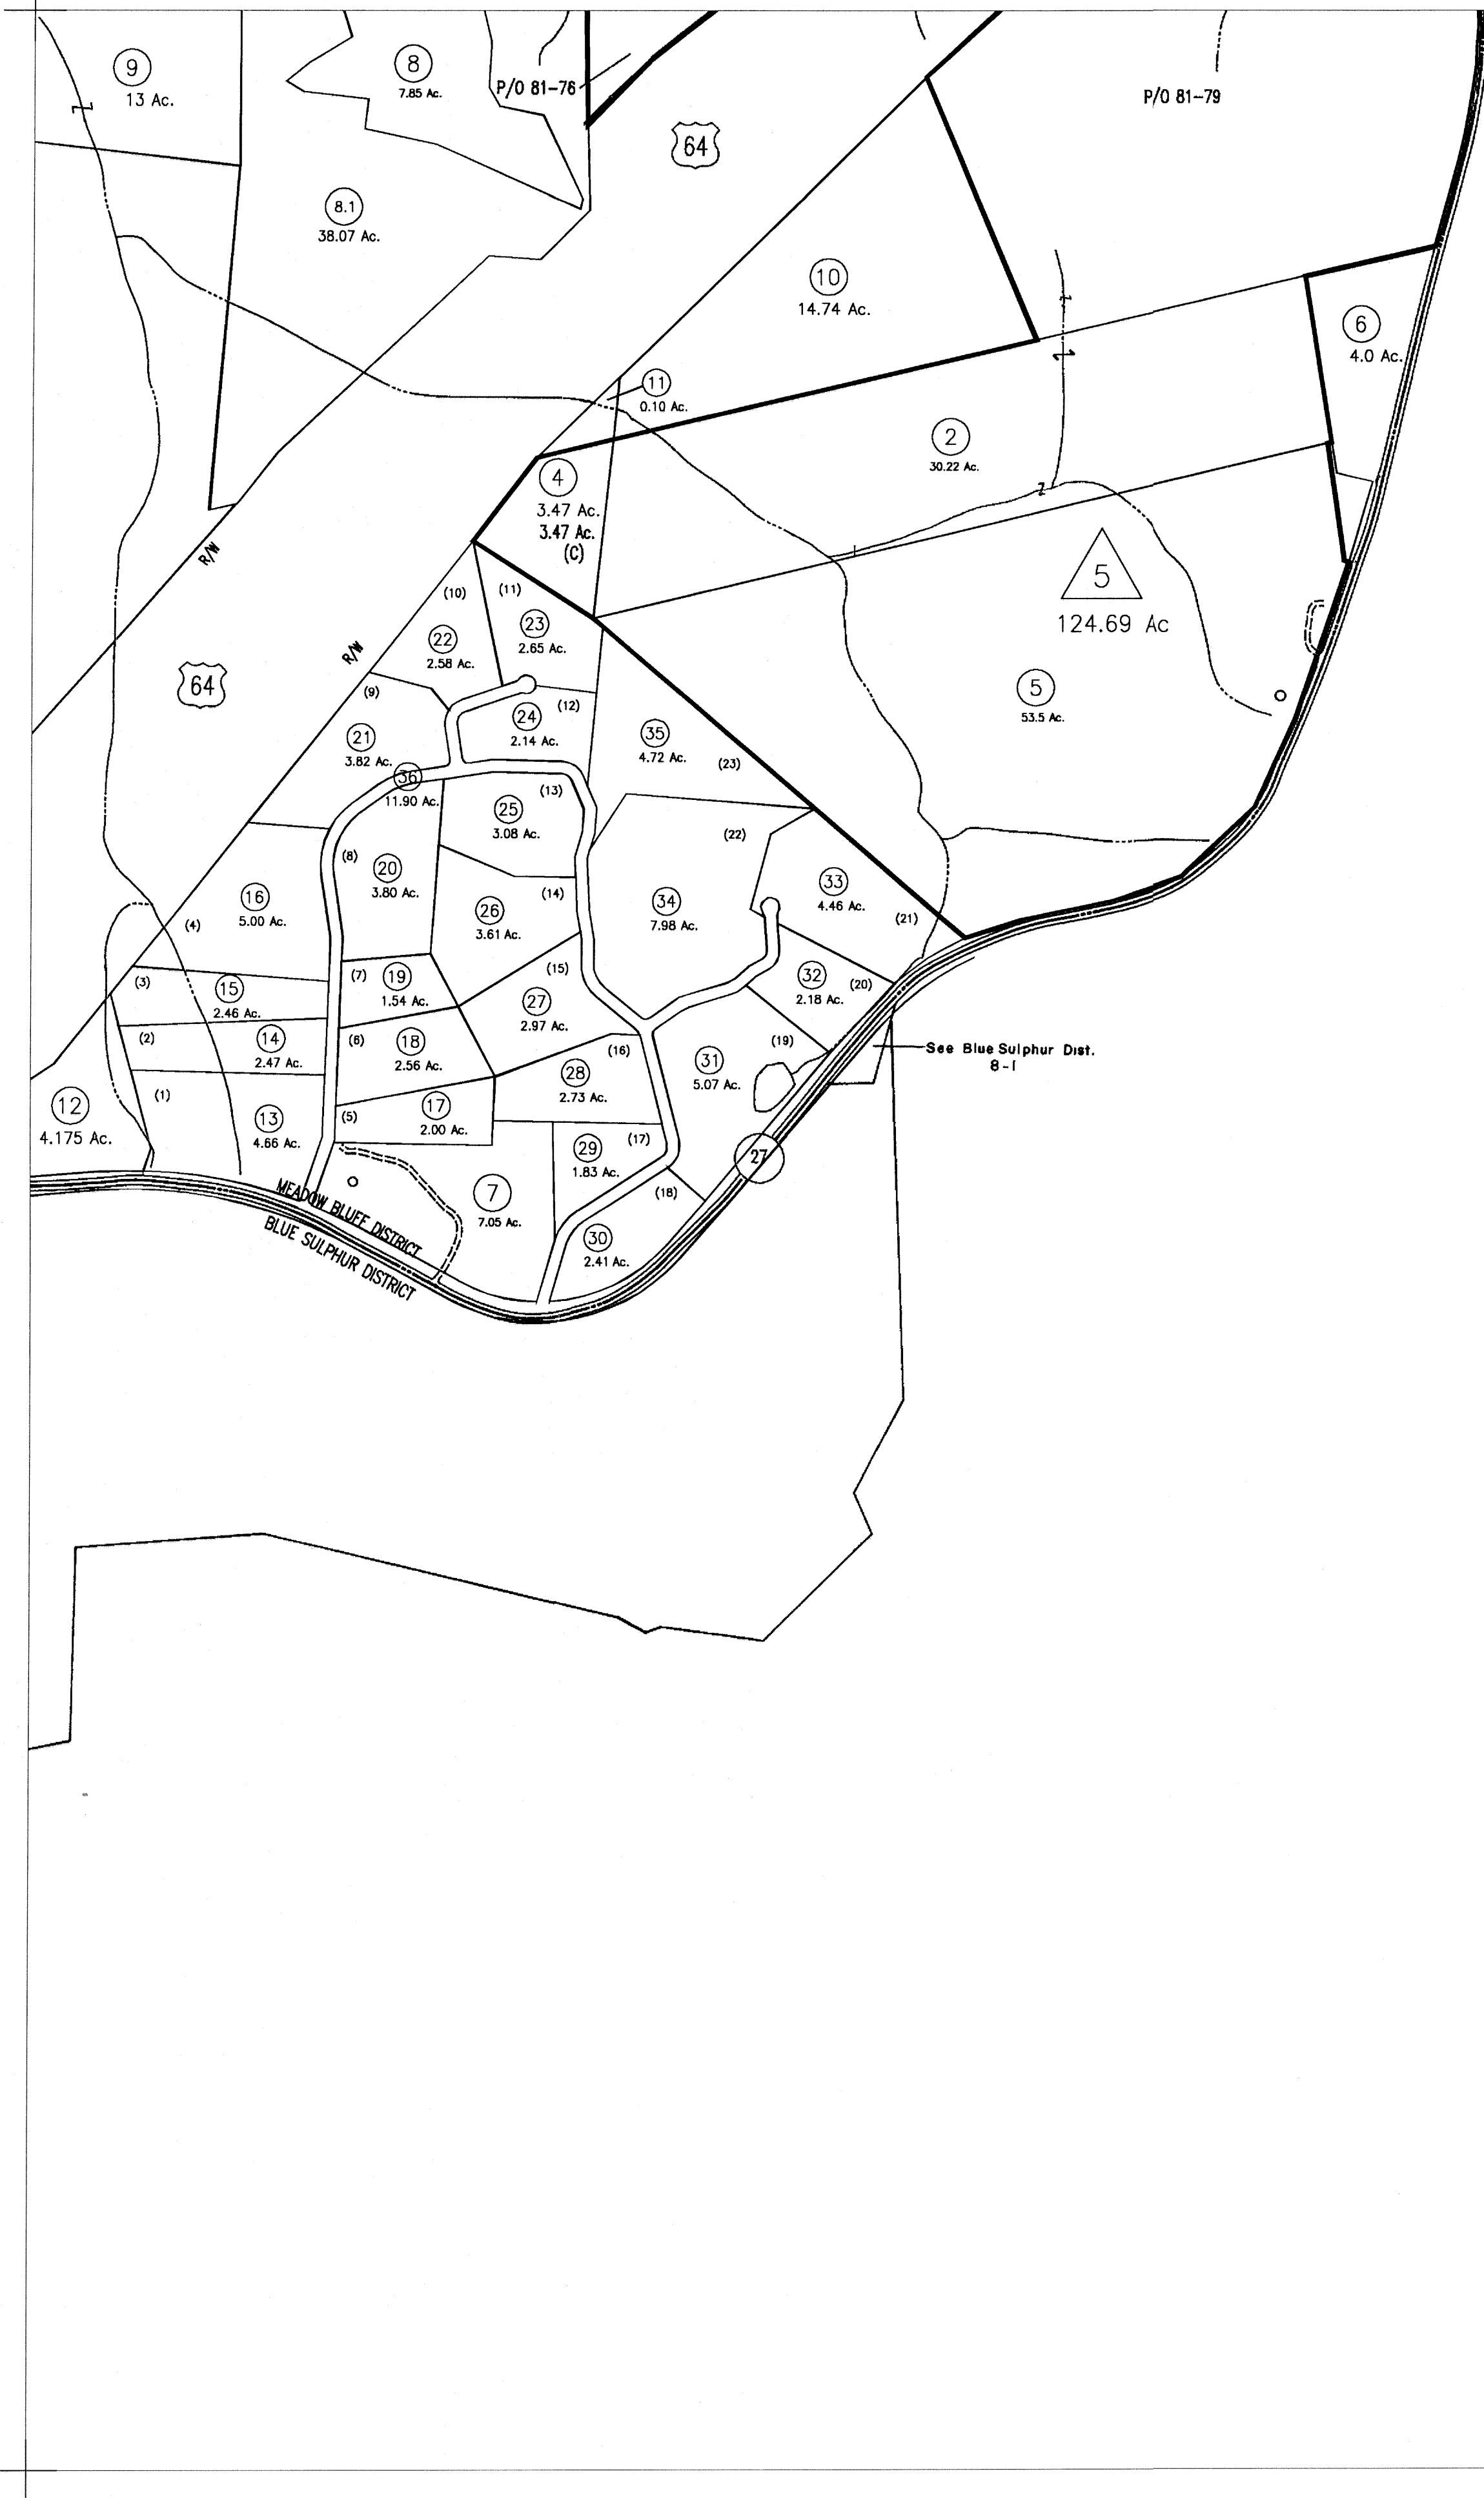 9
13 Ac.
8
7.85 Ac.
P/O 81-76
P/O 81-79
64
8.1
38.07 Ac.
10
14.74 Ac.
6
4.0 Ac.
11
0.10 Ac.
2
30.22 Ac.
4
3.47 Ac.
3.47 Ac.
(C)
R/W
5
124.69 Ac
(10)
(11)
23
2.65 Ac.
22
2.58 Ac.
R/W
64
(9)
5
53.5 Ac.
(12)
24
2.14 Ac.
21
3.82 Ac.
35
4.72 Ac.
(23)
36
11.90 Ac.
(13)
25
3.08 Ac.
(22)
(8)
20
3.80 Ac.
33
4.46 Ac.
(21)
16
5.00 Ac.
(4)
(14)
26
3.61 Ac.
34
7.98 Ac.
(3)
15
2.46 Ac.
(7)
19
1.54 Ac.
(15)
27
2.97 Ac.
32
2.18 Ac.
(20)
(2)
14
2.47 Ac.
(6)
18
2.56 Ac.
(16)
28
2.73 Ac.
31
5.07 Ac.
(19)
See Blue Sulphur Dist.
8-1
12
4.175 Ac.
(1)
13
4.66 Ac.
(5)
17
2.00 Ac.
29
1.83 Ac.
(17)
27
7
7.05 Ac.
(18)
30
2.41 Ac.
MEADOW BLUFF DISTRICT
BLUE SULPHUR DISTRICT